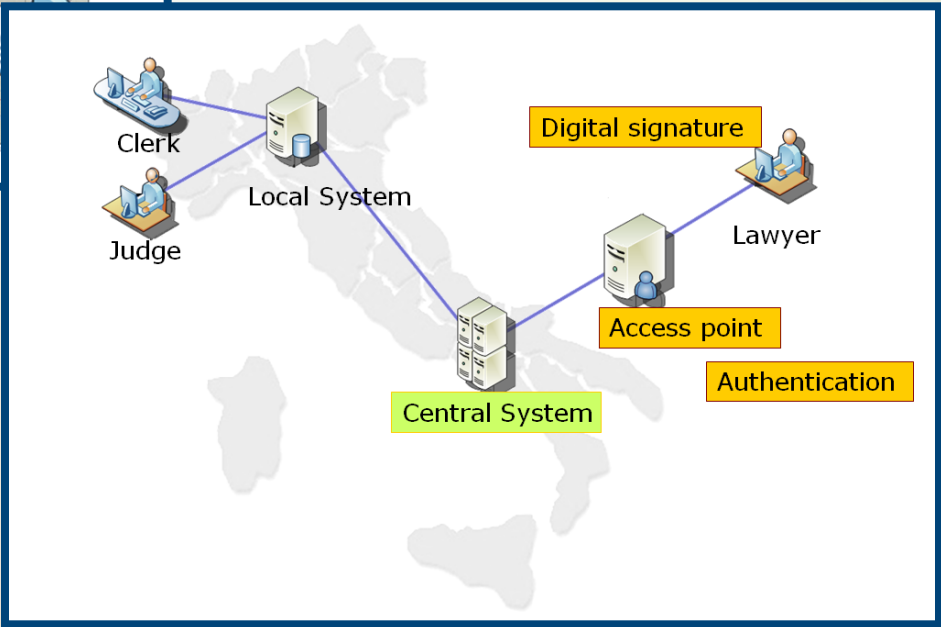 Digital signature
Clerk
Local System
Lawyer
Judge
Access point
Authentication
Central System